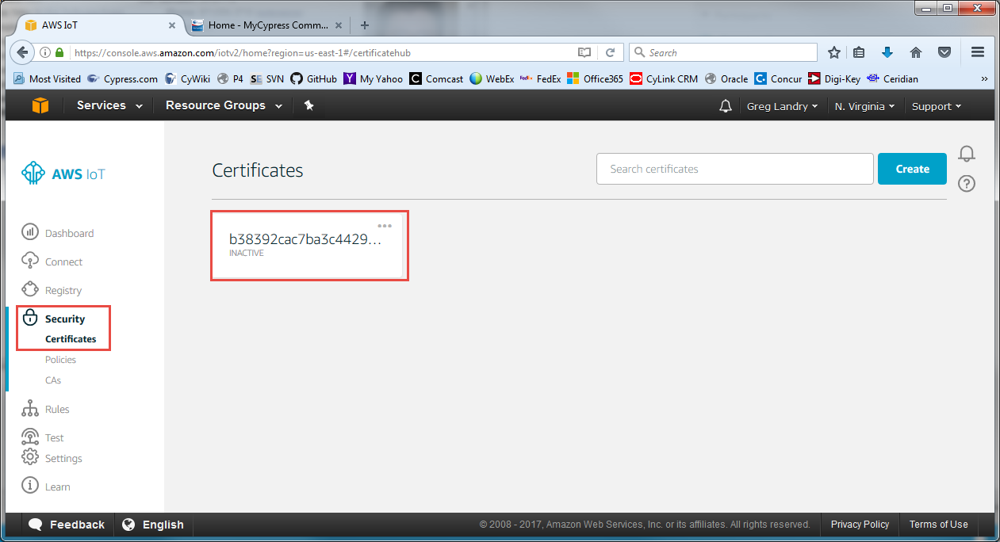 AWS IoT
Home - MyCypress Comm...
https://console.aws.amazon.com/iotv2/home?region=us-east-1#/certificatehub
Search
Most Visited Cypress.com CyWiki P4 SE SVN GitHub My Yahoo Comcast WebEx FedEx FedEx Office365 CyLink CRM Oracle Concur Digi-Key Ceridian »
Services Resource Groups Greg Landry N. Virginia Support
AWS IoT
Certificates
Search certificates
Create
b38392cac7ba3c4429...
INACTIVE
Dashboard
Connect
Registry
Security
Certificates
Policies
CAs
Rules
Test
Settings
Learn
Feedback English © 2008 - 2017, Amazon Web Services, Inc. or its affiliates. All rights reserved. Privacy Policy Terms of Use